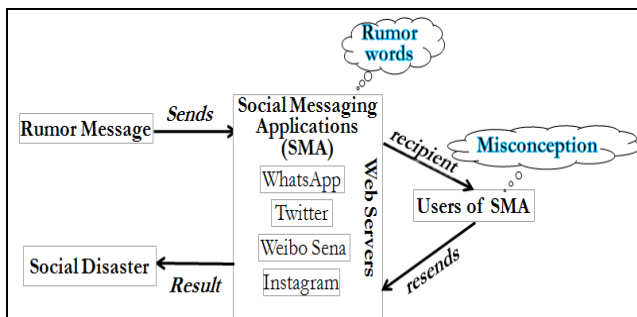 Rumor
words
Social Messaging
Applications
(SMA)
Sends
Rumor Message
recipient
Misconception
WhatsApp
Twitter
Weibo Sena
Instagram
Web Servers
Users of SMA
resends
Social Disaster
Result